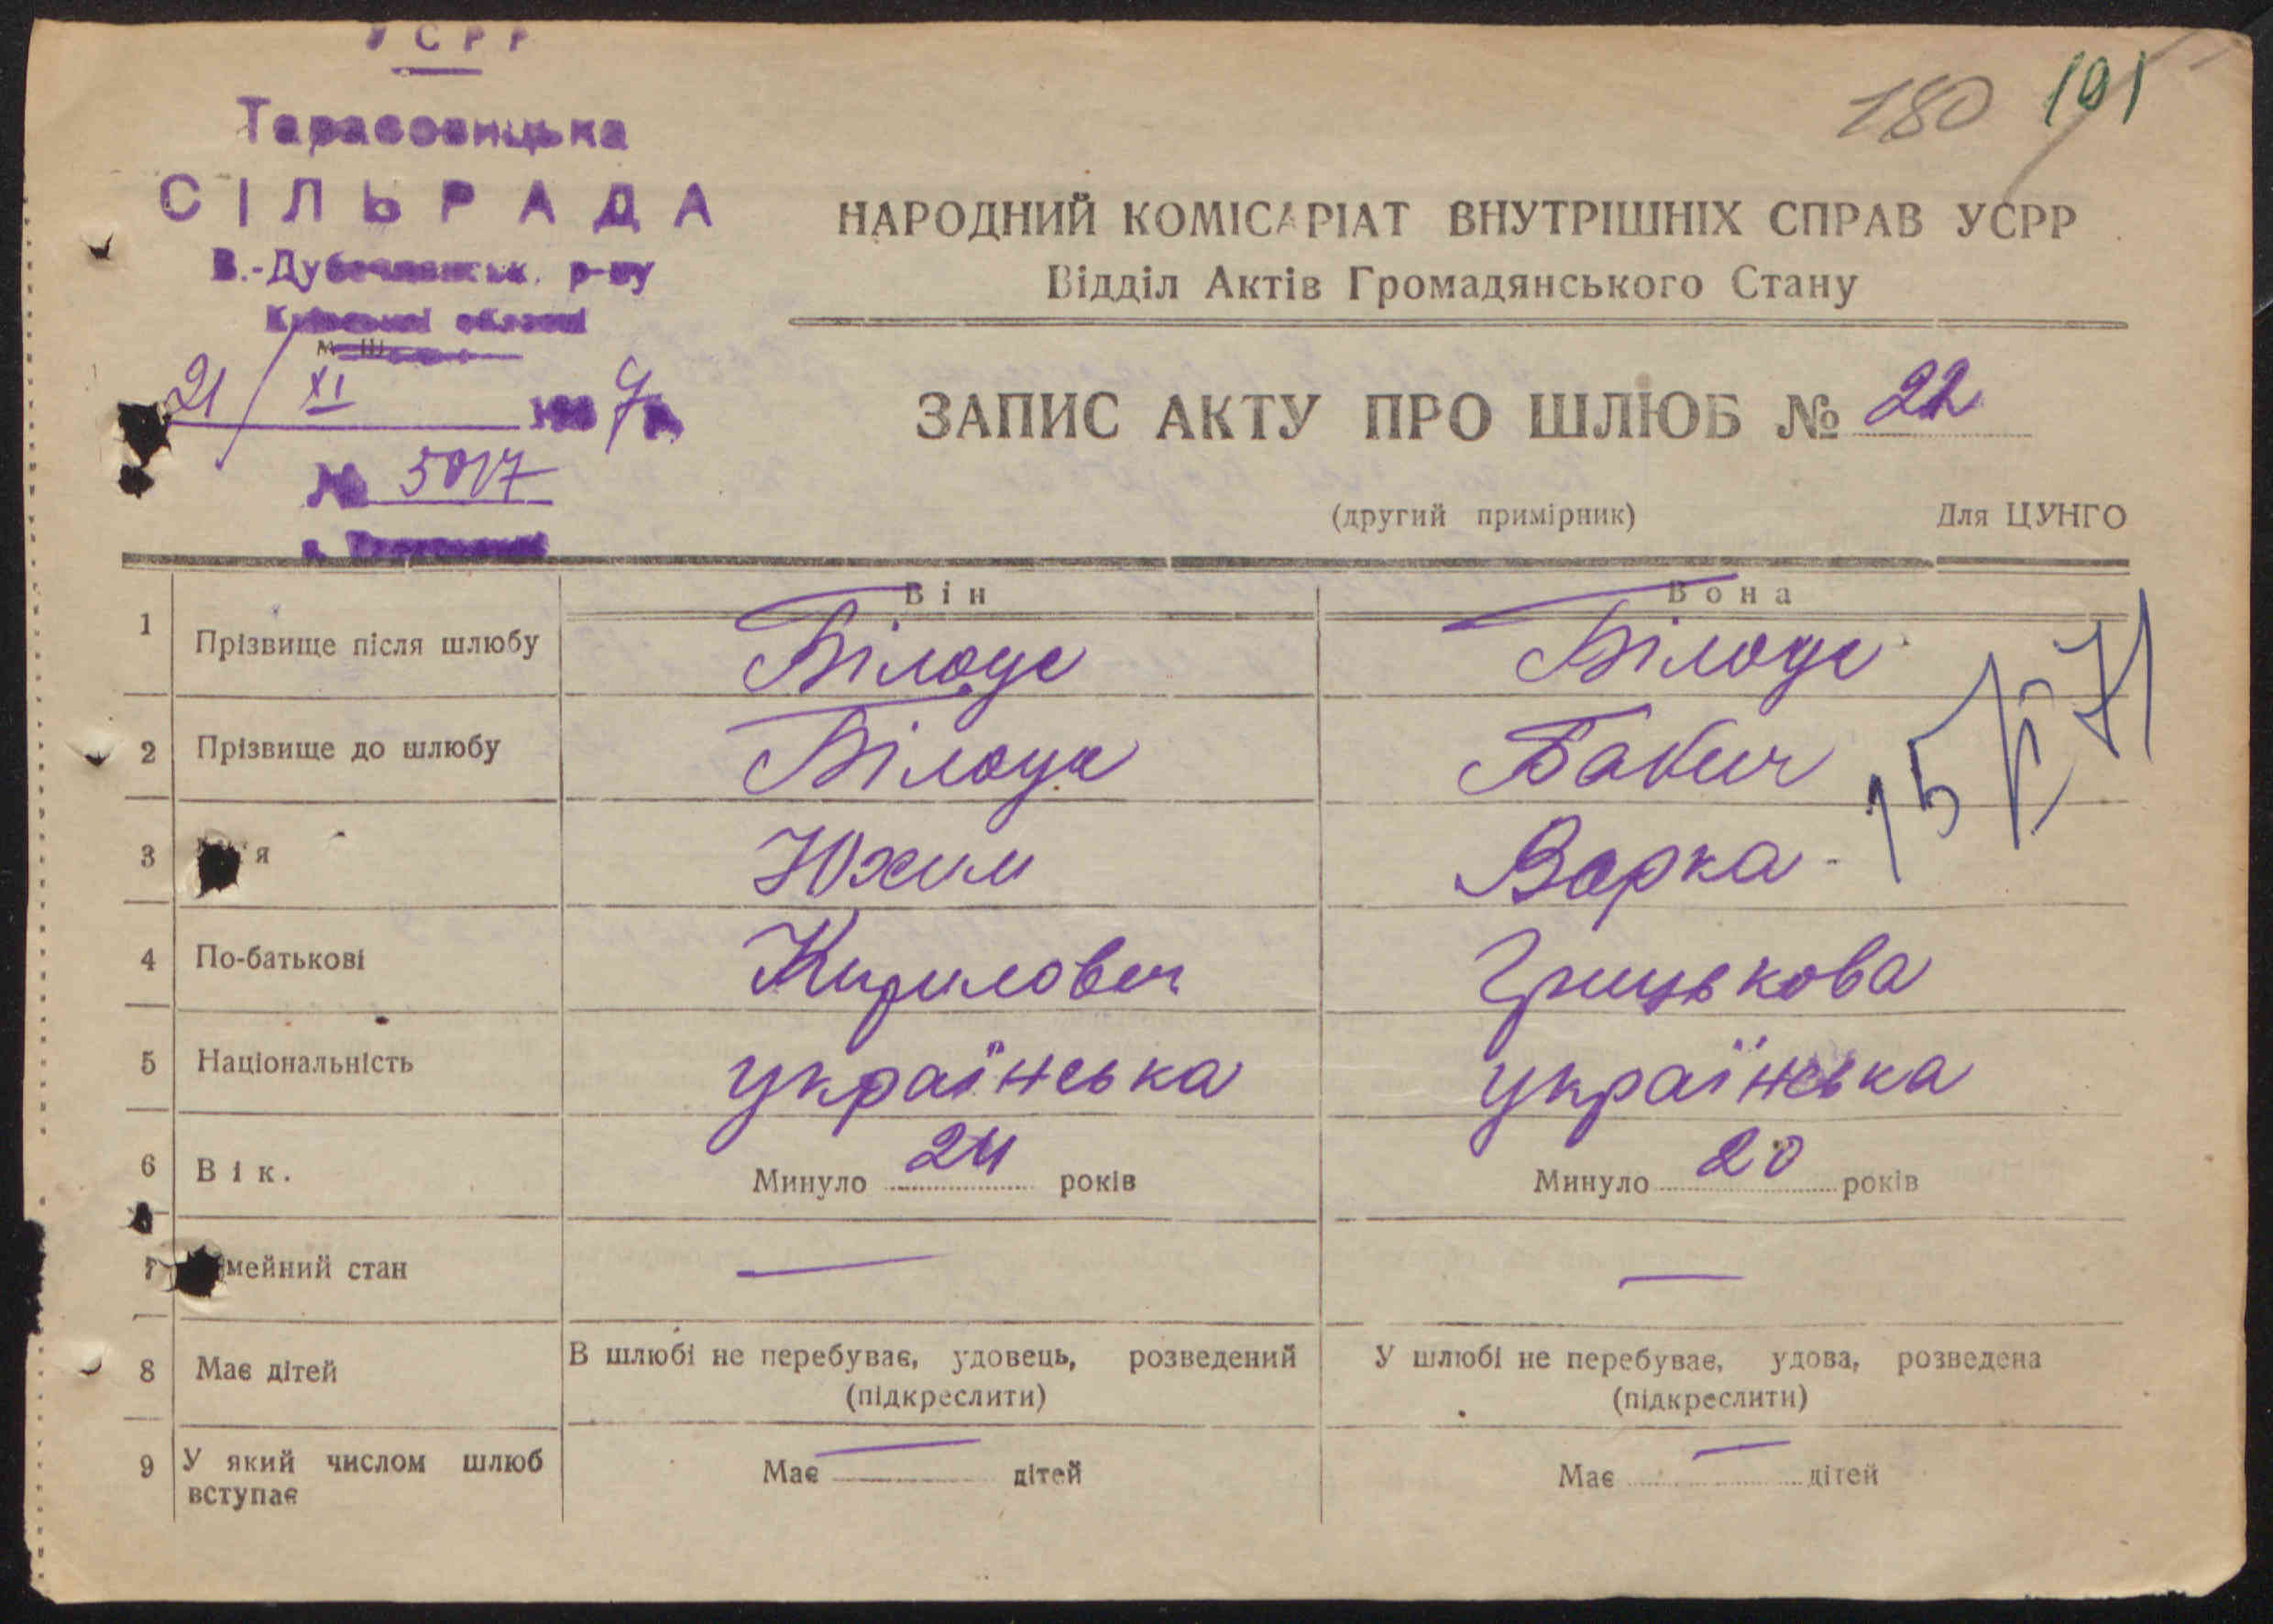 УСРР
Тарасовицька
СІЛЬРАДА
В.-Дубечанськ. р-ну
Київської області
21/XI
№ 5017
180 191
НАРОДНИЙ КОМІСАРІАТ ВНУТРІШНІХ СПРАВ УСРР
Відділ Актів Громадянського Стану
ЗАПИС АКТУ ПРО ШЛЮБ № 22
(другий примірник) Для ЦУНГО
Він Вона
1 Прізвище після шлюбу Білоус Білоус
2 Прізвище до шлюбу Білоус Бабич
3 я Юхим Варка
4 По-батькові Кирилович Грицькова
5 Національність українська українська
6 Вік. Минуло 24 років Минуло 20 років
7 мейний стан — —
8 Має дітей В шлюбі не перебуває, удовець, розведений У шлюбі не перебуває, удова, розведена
(підкреслити) (підкреслити)
9 У який числом шлюб Має — дітей Має — дітей
вступає